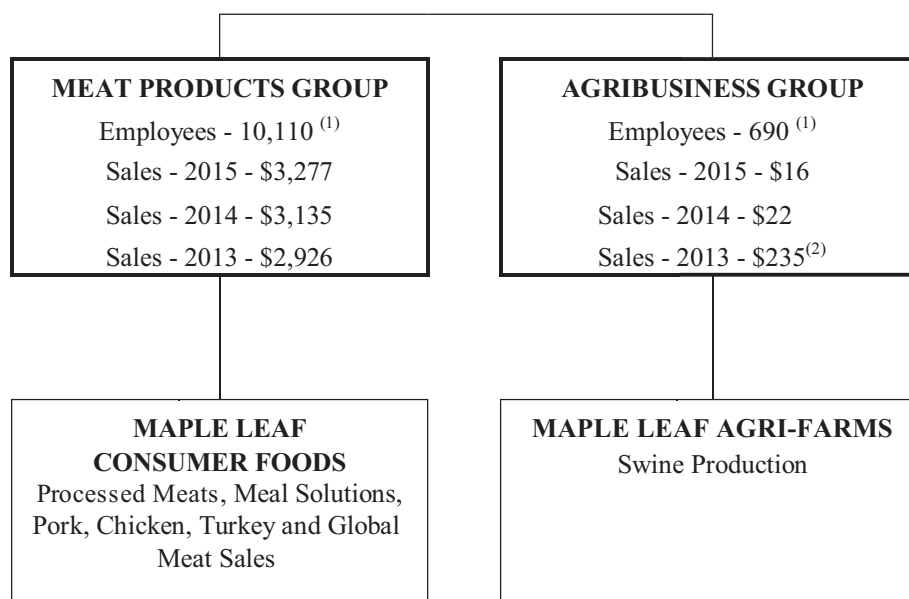 MEAT PRODUCTS GROUP
Employees - 10,110 (1)
Sales - 2015 - $3,277
Sales - 2014 - $3,135
Sales - 2013 - $2,926
AGRIBUSINESS GROUP
Employees - 690 (1)
Sales - 2015 - $16
Sales - 2014 - $22
Sales - 2013 - $235(2)
MAPLE LEAF
CONSUMER FOODS
Processed Meats, Meal Solutions,
Pork, Chicken, Turkey and Global
Meat Sales
MAPLE LEAF AGRI-FARMS
Swine Production